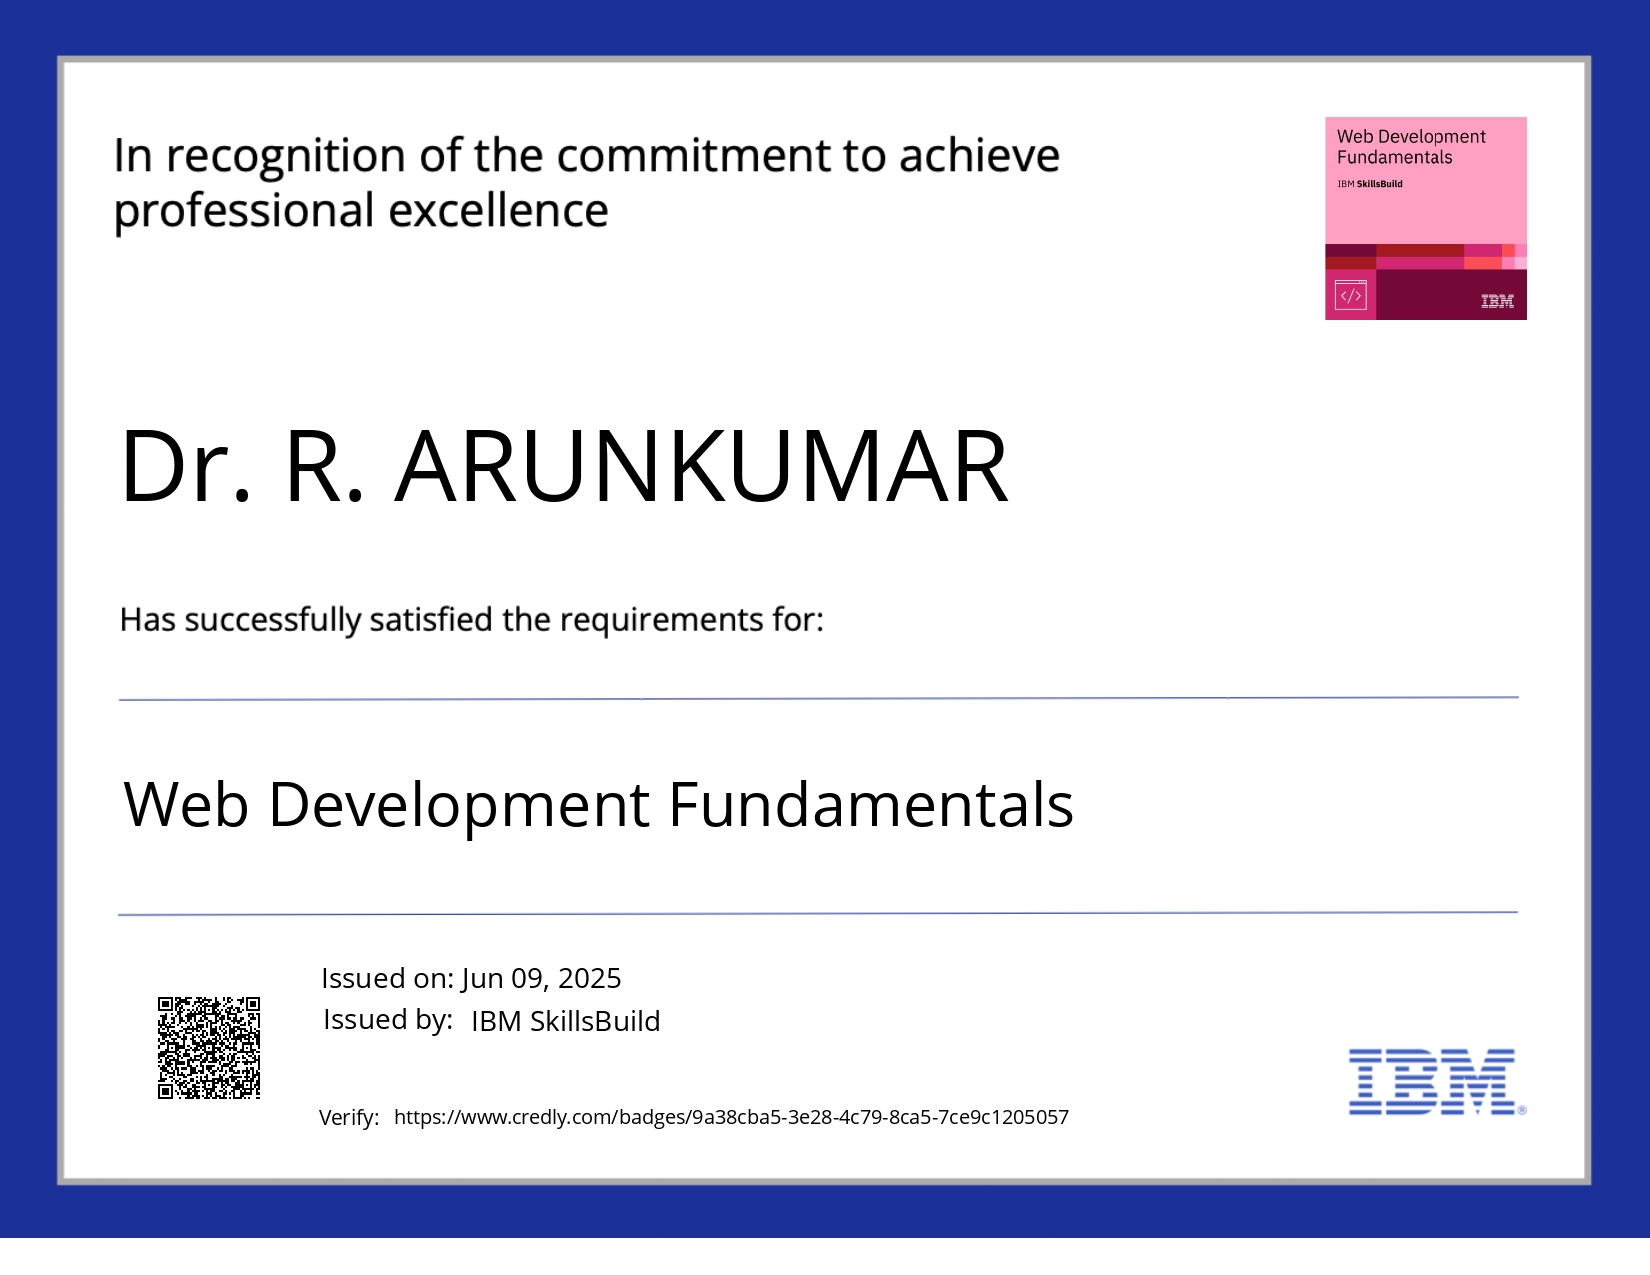 In recognition of the commitment to achieve
professional excellence
Web Development
Fundamentals
IBM SkillsBuild
</>
IBM
Dr. R. ARUNKUMAR
Has successfully satisfied the requirements for:
Web Development Fundamentals
Issued on: Jun 09, 2025
Issued by: IBM SkillsBuild
Verify: https://www.credly.com/badges/9a38cba5-3e28-4c79-8ca5-7ce9c1205057
IBM®